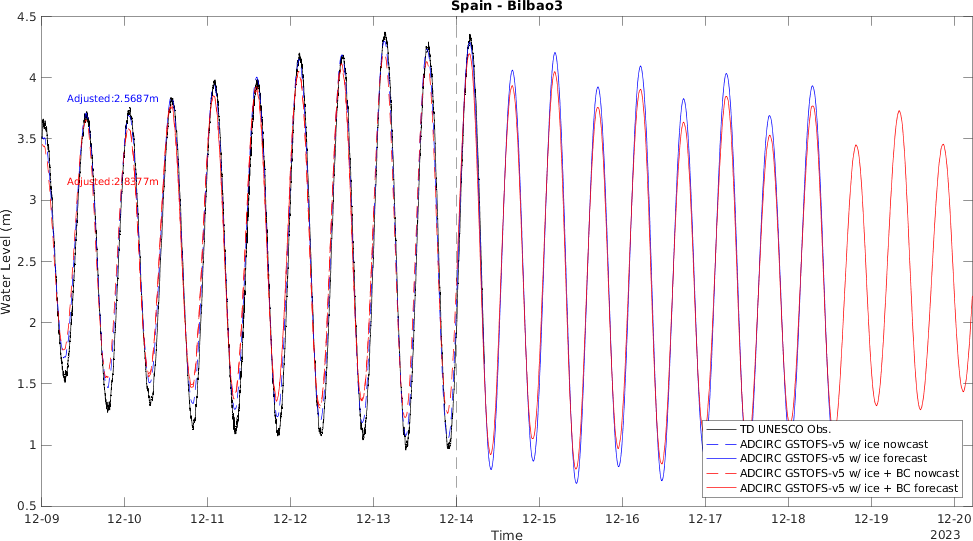 Spain - Bilbao3
Water Level (m)
4.5
4
3.5
3
2.5
2
1.5
1
0.5
Adjusted:2.5687m
Adjusted:2.8377m
TD UNESCO Obs.
ADCIRC GSTOFS-v5 w/ ice nowcast
ADCIRC GSTOFS-v5 w/ ice forecast
ADCIRC GSTOFS-v5 w/ ice + BC nowcast
ADCIRC GSTOFS-v5 w/ ice + BC forecast
12-09 12-10 12-11 12-12 12-13 12-14 12-15 12-16 12-17 12-18 12-19 12-20
Time
2023